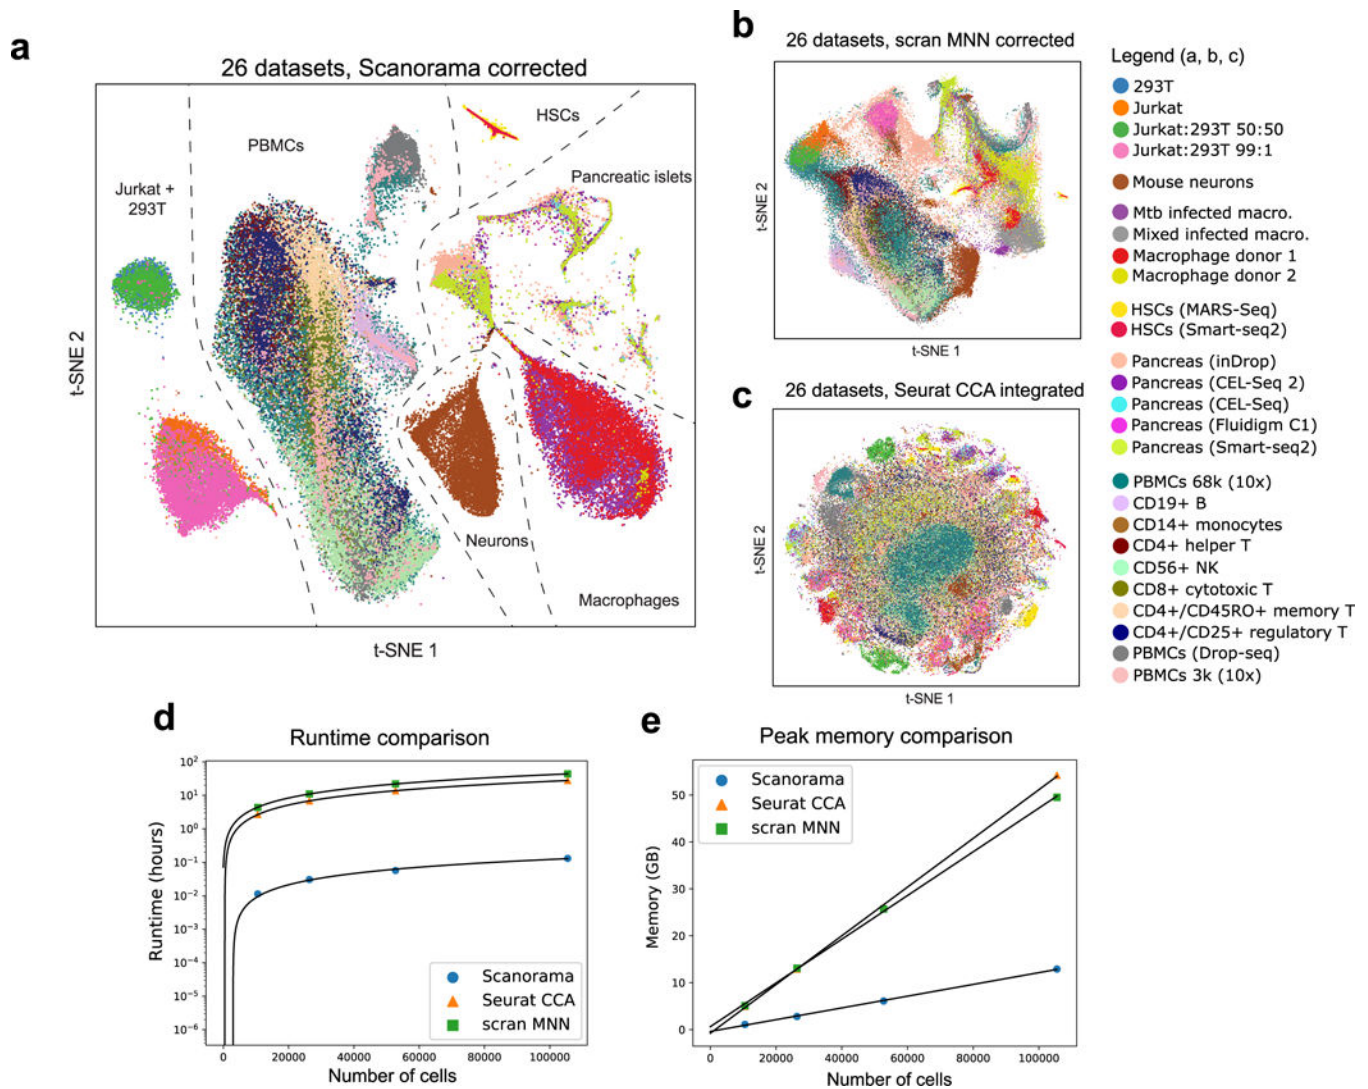 a
26 datasets, Scanorama corrected
HSCs
PBMCs
Pancreatic islets
Jurkat +
293T
Neurons
Macrophages
t-SNE 2
t-SNE 1
b
26 datasets, scran MNN corrected
t-SNE 2
t-SNE 1
c
26 datasets, Seurat CCA integrated
t-SNE 2
t-SNE 1
Legend (a, b, c)
293T
Jurkat
Jurkat:293T 50:50
Jurkat:293T 99:1
Mouse neurons
Mtb infected macro.
Mixed infected macro.
Macrophage donor 1
Macrophage donor 2
HSCs (MARS-Seq)
HSCs (Smart-seq2)
Pancreas (inDrop)
Pancreas (CEL-Seq 2)
Pancreas (CEL-Seq)
Pancreas (Fluidigm C1)
Pancreas (Smart-seq2)
PBMCs 68k (10x)
CD19+ B
CD14+ monocytes
CD4+ helper T
CD56+ NK
CD8+ cytotoxic T
CD4+/CD45RO+ memory T
CD4+/CD25+ regulatory T
PBMCs (Drop-seq)
PBMCs 3k (10x)
d
Runtime comparison
Runtime (hours)
10^2
10^1
10^0
10^-1
10^-2
10^-3
10^-4
10^-5
10^-6
Scanorama
Seurat CCA
scran MNN
0 20000 40000 60000 80000 100000
Number of cells
e
Peak memory comparison
Memory (GB)
50
40
30
20
10
0
Scanorama
Seurat CCA
scran MNN
0 20000 40000 60000 80000 100000
Number of cells